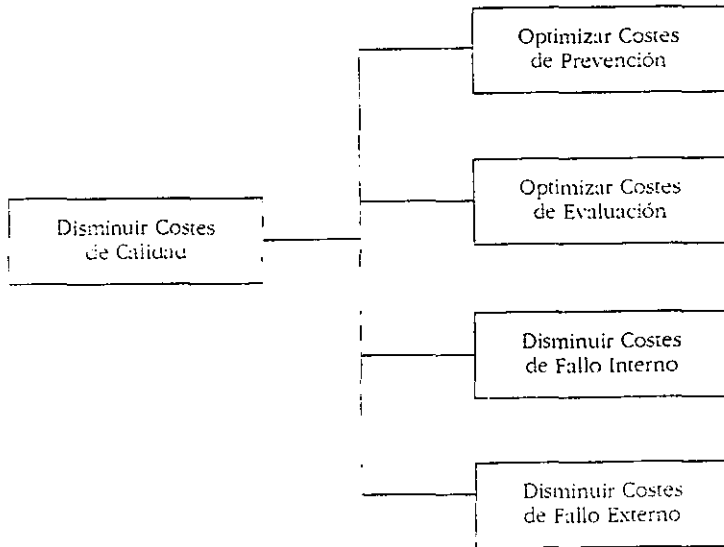 Optimizar Costes
de Prevención
Optimizar Costes
de Evaluación
Disminuir Costes
de Calidad
Disminuir Costes
de Fallo Interno
Disminuir Costes
de Fallo Externo